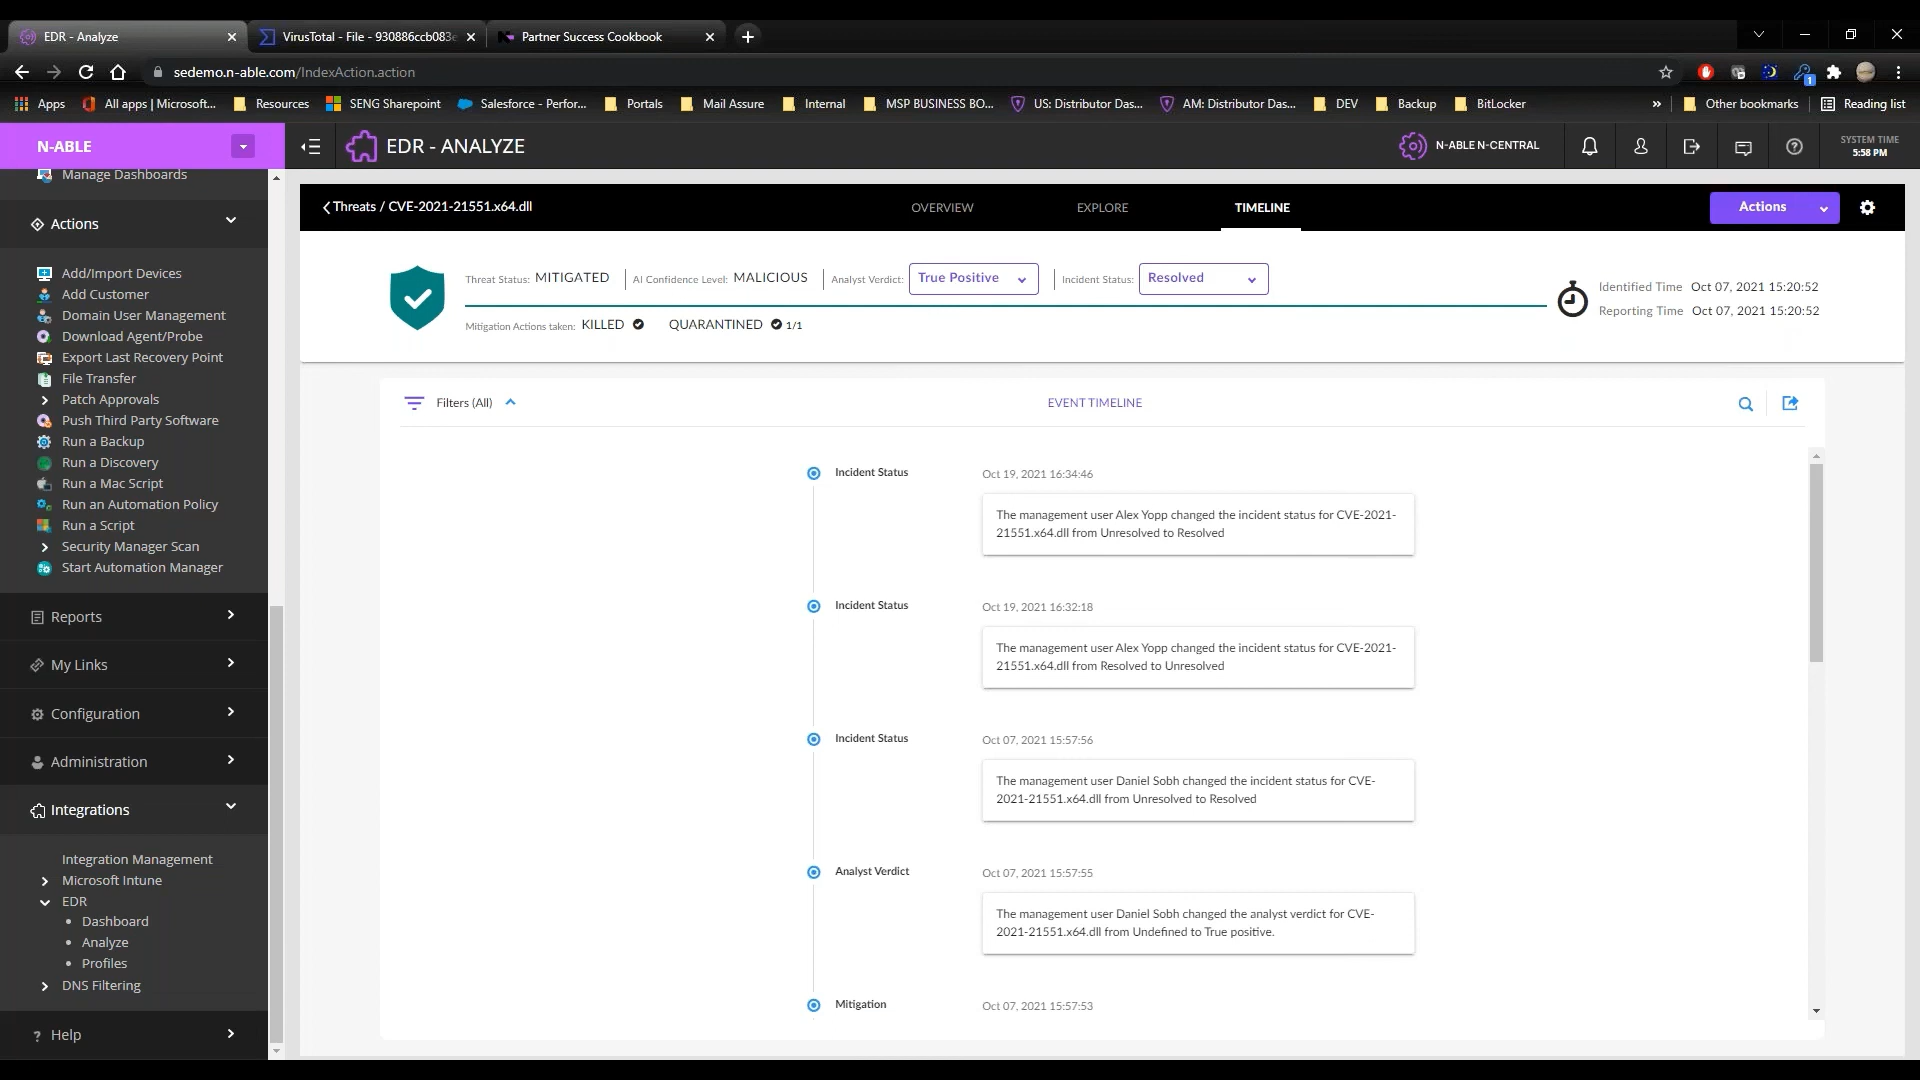 EDR - Analyze
VirusTotal - File - 930886ccb083e
Partner Success Cookbook
sedemo.n-able.com/IndexAction.action
Apps
All apps | Microsoft...
Resources
SENG Sharepoint
Salesforce - Perfor...
Portals
Mail Assure
Internal
MSP BUSINESS BO...
US: Distributor Das...
AM: Distributor Das...
DEV
Backup
BitLocker
»
Other bookmarks
Reading list
N-ABLE
EDR - ANALYZE
N-ABLE N-CENTRAL
SYSTEM TIME
5:58 PM
Manage Dashboards
Actions
Add/Import Devices
Add Customer
Domain User Management
Download Agent/Probe
Export Last Recovery Point
File Transfer
Patch Approvals
Push Third Party Software
Run a Backup
Run a Discovery
Run a Mac Script
Run an Automation Policy
Run a Script
Security Manager Scan
Start Automation Manager
Reports
My Links
Configuration
Administration
Integrations
Integration Management
Microsoft Intune
EDR
Dashboard
Analyze
Profiles
DNS Filtering
Help
Threats / CVE-2021-21551.x64.dll
OVERVIEW
EXPLORE
TIMELINE
Actions
Threat Status: MITIGATED
AI Confidence Level: MALICIOUS
Analyst Verdict: True Positive
Incident Status: Resolved
Mitigation Actions taken: KILLED QUARANTINED 1/1
Identified Time Oct 07, 2021 15:20:52
Reporting Time Oct 07, 2021 15:20:52
Filters (All)
EVENT TIMELINE
Incident Status
Oct 19, 2021 16:34:46
The management user Alex Yopp changed the incident status for CVE-2021-
21551.x64.dll from Unresolved to Resolved
Incident Status
Oct 19, 2021 16:32:18
The management user Alex Yopp changed the incident status for CVE-2021-
21551.x64.dll from Resolved to Unresolved
Incident Status
Oct 07, 2021 15:57:56
The management user Daniel Sobh changed the incident status for CVE-
2021-21551.x64.dll from Unresolved to Resolved
Analyst Verdict
Oct 07, 2021 15:57:55
The management user Daniel Sobh changed the analyst verdict for CVE-
2021-21551.x64.dll from Undefined to True positive.
Mitigation
Oct 07, 2021 15:57:53